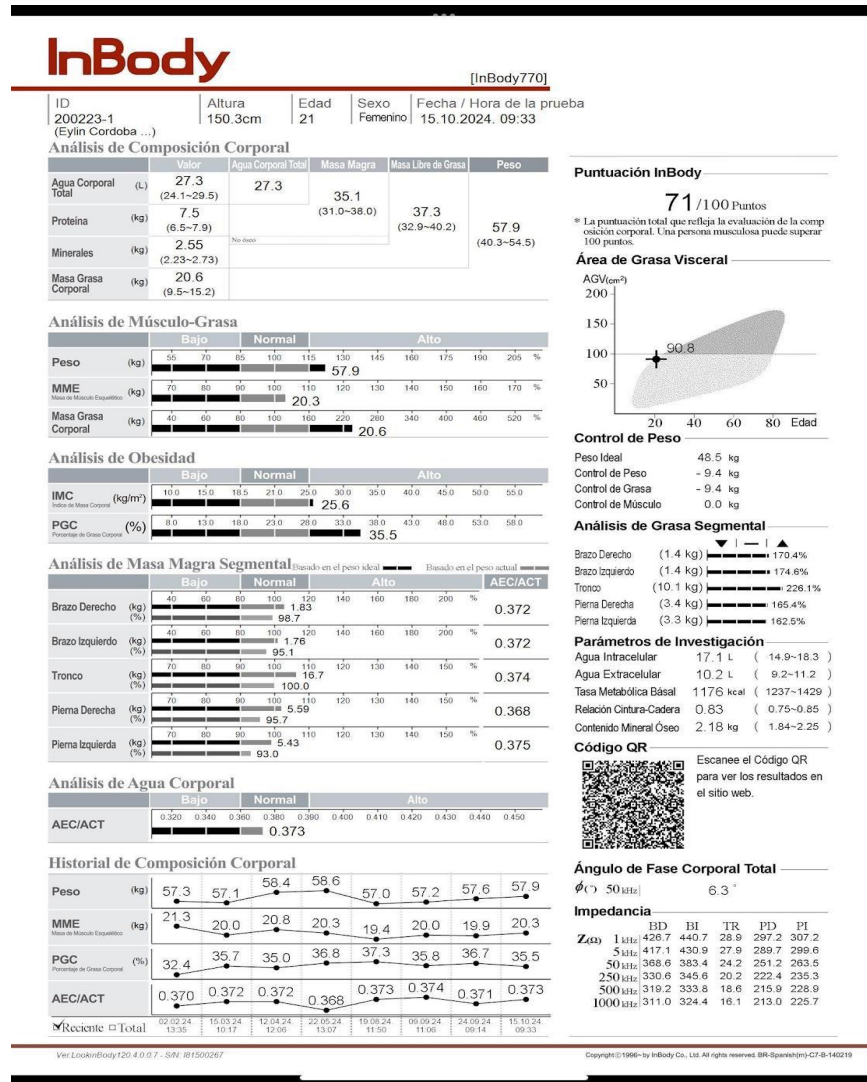 InBody
[InBody770]
ID Altura Edad Sexo Fecha / Hora de la prueba
200223-1 150.3cm 21 Femenino 15.10.2024. 09:33
(Eylin Cordoba ...)
Análisis de Composición Corporal
Valor Agua Corporal Total Masa Magra Masa Libre de Grasa Peso
Agua Corporal Total (L) 27.3 (24.1~29.5) 27.3
35.1 (31.0~38.0)
37.3 (32.9~40.2)
57.9 (40.3~54.5)
Proteína (kg) 7.5 (6.5~7.9)
Minerales (kg) 2.55 (2.23~2.73) No óseo
Masa Grasa Corporal (kg) 20.6 (9.5~15.2)
Análisis de Músculo-Grasa
Bajo Normal Alto
Peso (kg) 55 70 85 100 115 130 145 160 175 190 205 %
57.9
MME (kg) 70 80 90 100 110 120 130 140 150 160 170 %
Masa de Músculo Esquelético
20.3
Masa Grasa Corporal (kg) 40 60 80 100 160 220 280 340 400 460 520 %
20.6
Análisis de Obesidad
Bajo Normal Alto
IMC (kg/m²) 10.0 15.0 18.5 21.0 25.0 30.0 35.0 40.0 45.0 50.0 55.0
Índice de Masa Corporal
25.6
PGC (%) 8.0 13.0 18.0 23.0 28.0 33.0 38.0 43.0 48.0 53.0 58.0
Porcentaje de Grasa Corporal
35.5
Análisis de Masa Magra Segmental Basado en el peso ideal Basado en el peso actual
Bajo Normal Alto AEC/ACT
Brazo Derecho (kg) (%) 40 60 80 100 120 140 160 180 200 %
1.83
98.7
0.372
Brazo Izquierdo (kg) (%) 40 60 80 100 120 140 160 180 200 %
1.76
95.1
0.372
Tronco (kg) (%) 70 80 90 100 110 120 130 140 150 %
16.7
100.0
0.374
Pierna Derecha (kg) (%) 70 80 90 100 110 120 130 140 150 %
5.59
95.7
0.368
Pierna Izquierda (kg) (%) 70 80 90 100 110 120 130 140 150 %
5.43
93.0
0.375
Análisis de Agua Corporal
Bajo Normal Alto
AEC/ACT 0.320 0.340 0.360 0.380 0.390 0.400 0.410 0.420 0.430 0.440 0.450
0.373
Historial de Composición Corporal
Peso (kg) 57.3 57.1 58.4 58.6 57.0 57.2 57.6 57.9
MME (kg) 21.3 20.0 20.8 20.3 19.4 20.0 19.9 20.3
Masa de Músculo Esquelético
PGC (%) 32.4 35.7 35.0 36.8 37.3 35.8 36.7 35.5
Porcentaje de Grasa Corporal
AEC/ACT 0.370 0.372 0.372 0.368 0.373 0.374 0.371 0.373
Reciente Total 02.02.24 15.03.24 12.04.24 22.05.24 19.08.24 09.09.24 24.09.24 15.10.24
13:35 10:17 12:06 13:07 11:50 11:06 09:14 09:33
Puntuación InBody
71/100 Puntos
* La puntuación total que refleja la evaluación de la comp
osición corporal. Una persona musculosa puede superar
100 puntos.
Área de Grasa Visceral
AGV(cm²)
200
150
100
50
90.8
20 40 60 80 Edad
Control de Peso
Peso Ideal 48.5 kg
Control de Peso - 9.4 kg
Control de Grasa - 9.4 kg
Control de Músculo 0.0 kg
Análisis de Grasa Segmental
Brazo Derecho (1.4 kg) 170.4%
Brazo Izquierdo (1.4 kg) 174.6%
Tronco (10.1 kg) 226.1%
Pierna Derecha (3.4 kg) 165.4%
Pierna Izquierda (3.3 kg) 162.5%
Parámetros de Investigación
Agua Intracelular 17.1 L ( 14.9~18.3 )
Agua Extracelular 10.2 L ( 9.2~11.2 )
Tasa Metabólica Básal 1176 kcal ( 1237~1429 )
Relación Cintura-Cadera 0.83 ( 0.75~0.85 )
Contenido Mineral Óseo 2.18 kg ( 1.84~2.25 )
Código QR
Escanee el Código QR
para ver los resultados en
el sitio web.
Ángulo de Fase Corporal Total
ϕ(°) 50kHz 6.3°
Impedancia
BD BI TR PD PI
Z(Ω) 1 kHz 426.7 440.7 28.9 297.2 307.2
5 kHz 417.1 430.9 27.9 289.7 299.6
50 kHz 368.6 383.4 24.2 251.2 263.5
250 kHz 330.6 345.6 20.2 222.4 235.3
500 kHz 319.2 333.8 18.6 215.9 228.9
1000 kHz 311.0 324.4 16.1 213.0 225.7
Ver.LookinBody120.4.0.0.7 - S/N: I81500267
Copyright©1996~ by InBody Co., Ltd. All rights reserved. BR-Spanish(m)-C7-B-140219